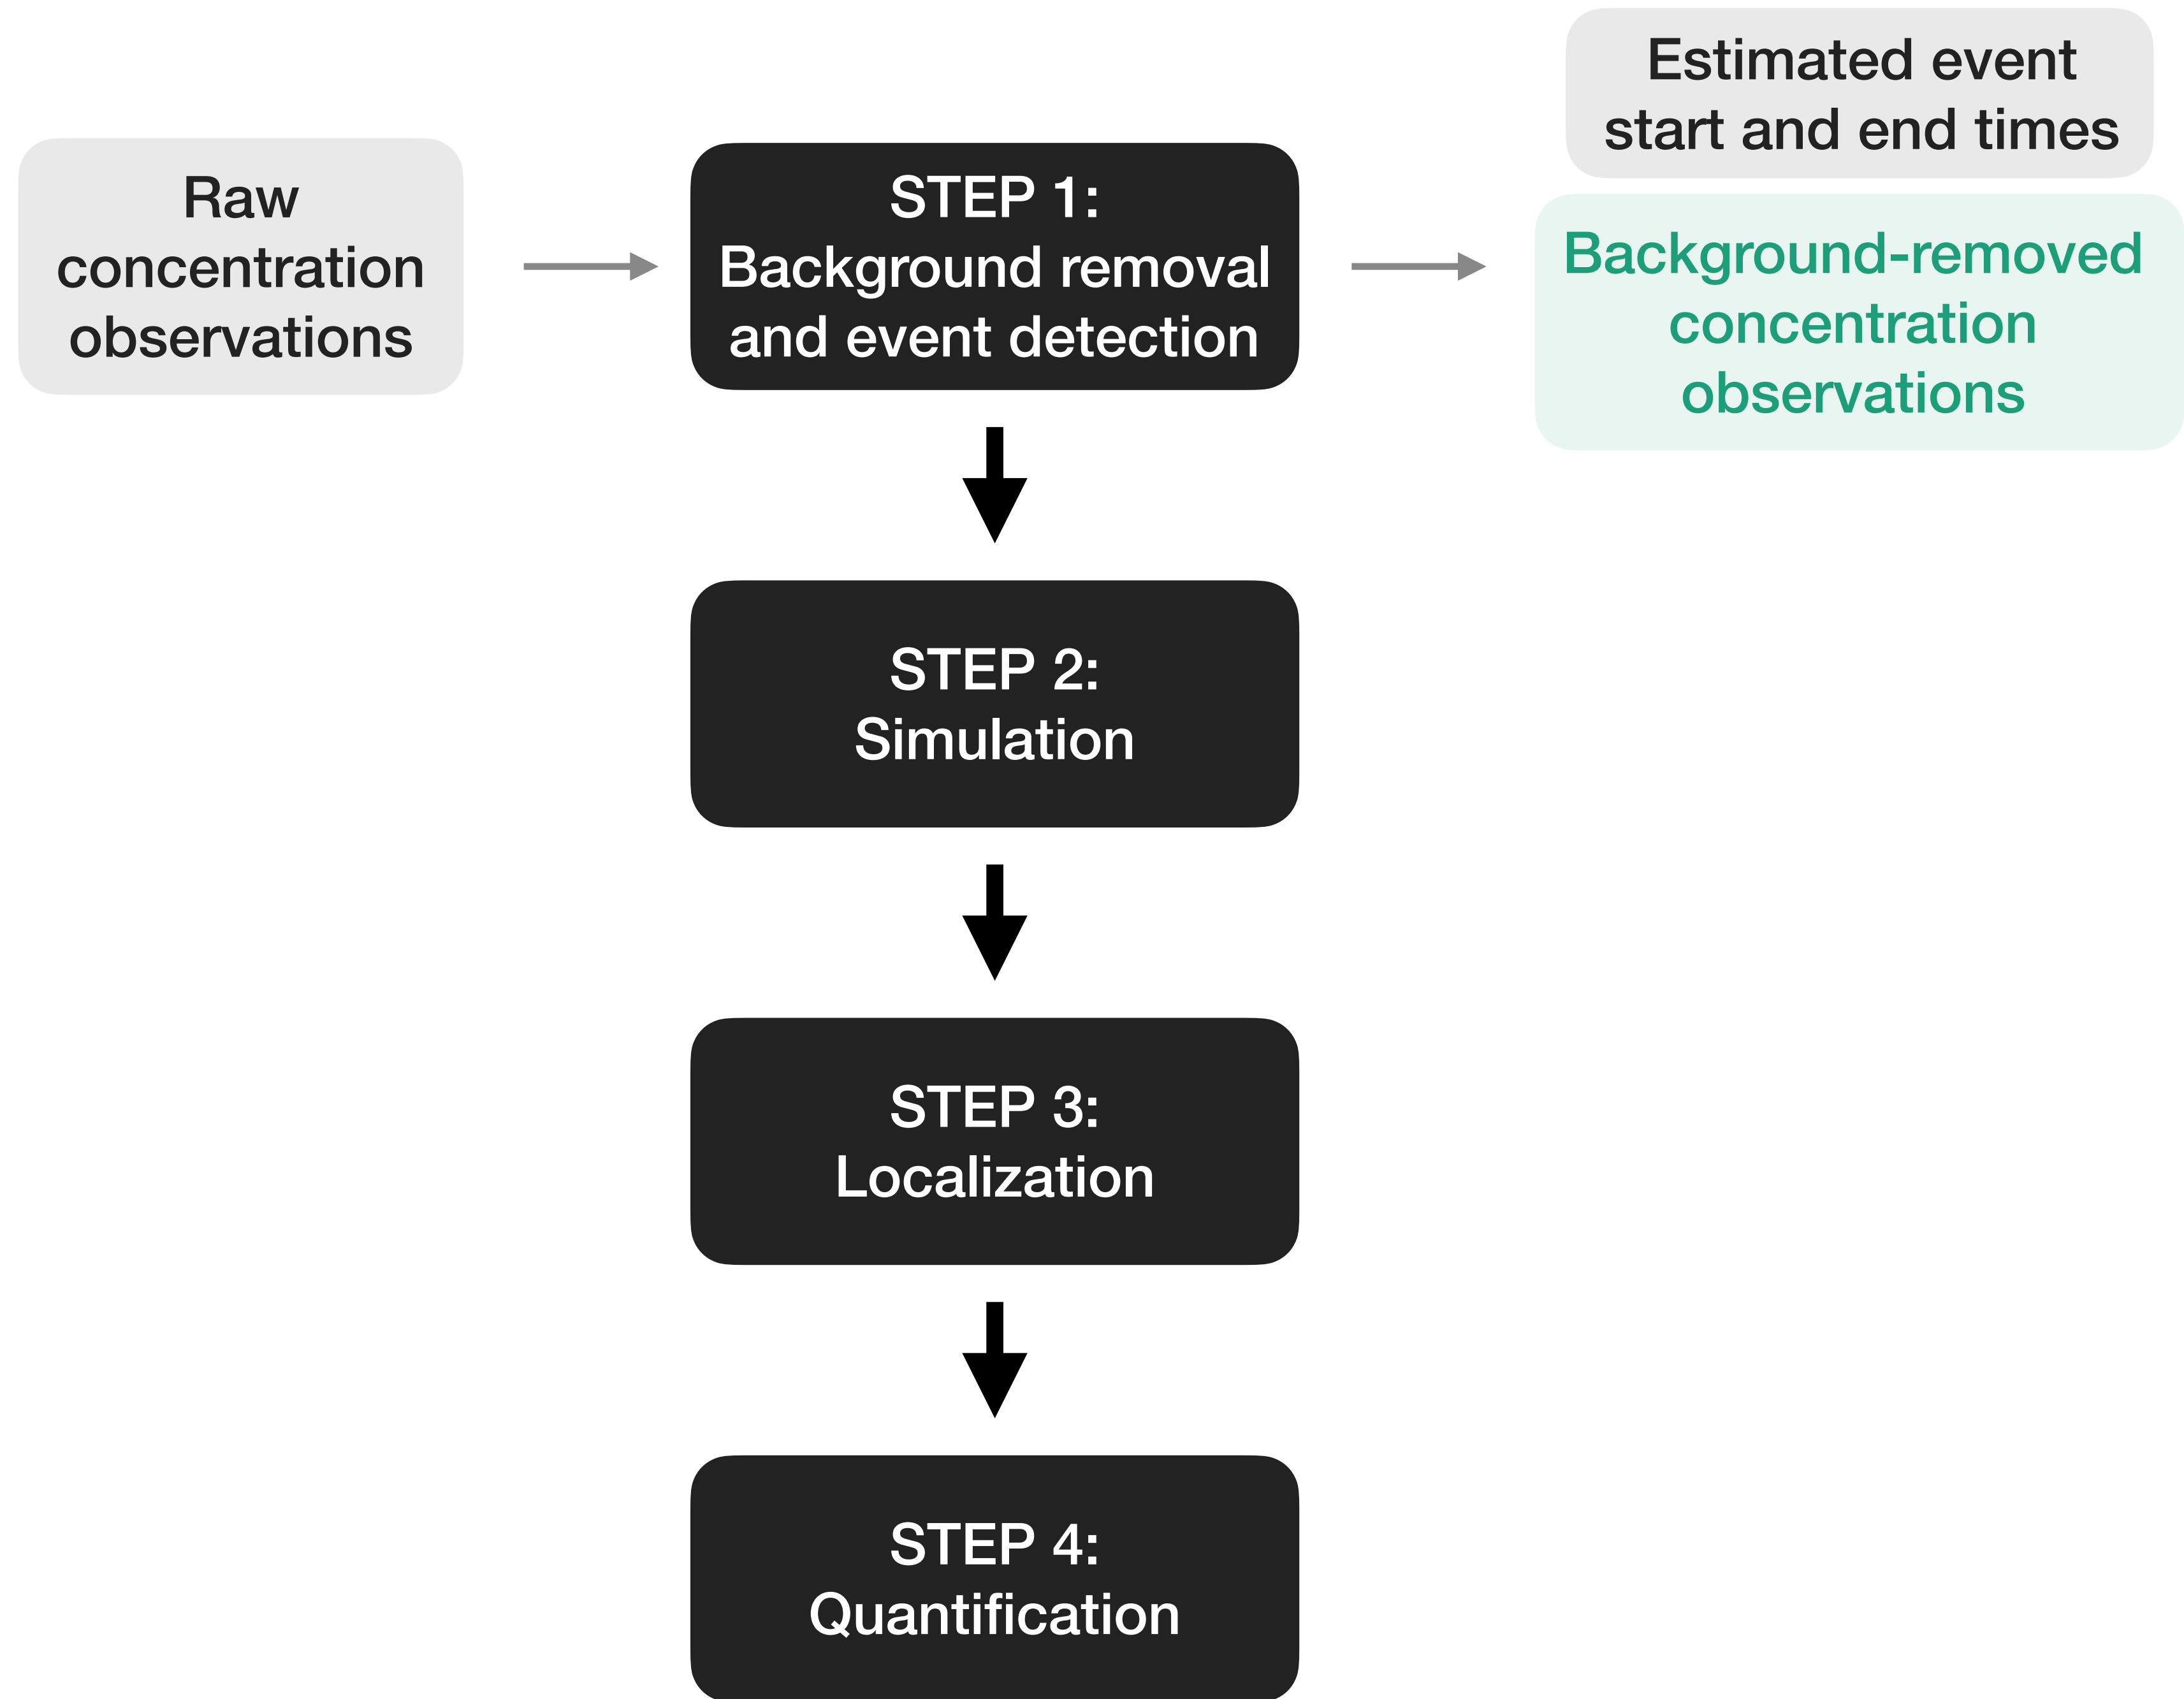 Raw
concentration
observations
STEP 1:
Background removal
and event detection
Estimated event
start and end times
Background-removed
concentration
observations
STEP 2:
Simulation
STEP 3:
Localization
STEP 4:
Quantification